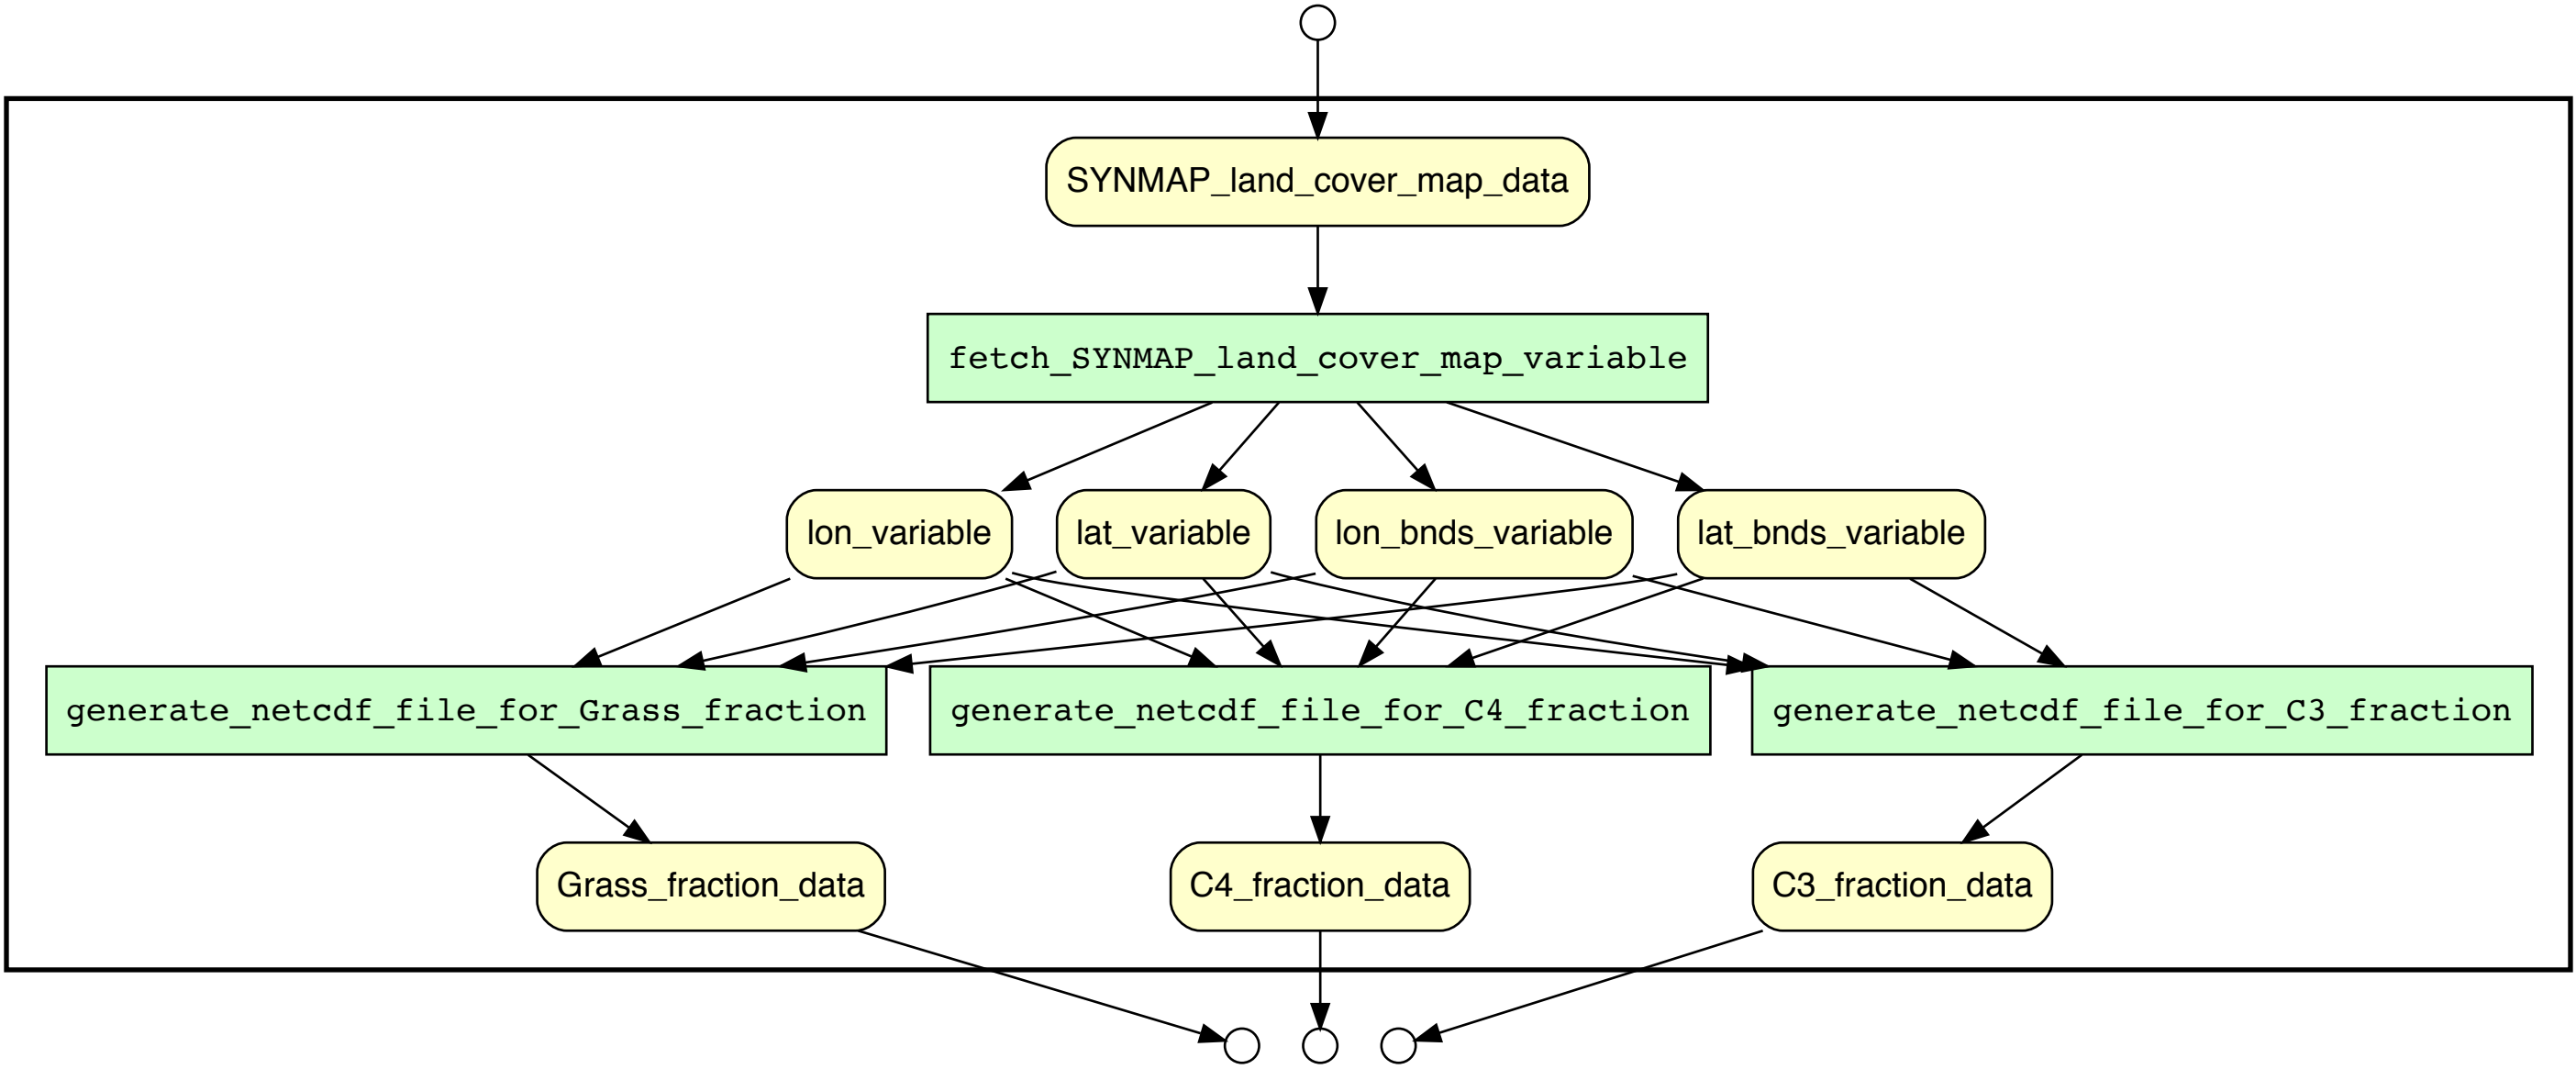 SYNMAP_land_cover_map_data
fetch_SYNMAP_land_cover_map_variable
lon_variable
lat_variable
lon_bnds_variable
lat_bnds_variable
generate_netcdf_file_for_Grass_fraction
generate_netcdf_file_for_C4_fraction
generate_netcdf_file_for_C3_fraction
Grass_fraction_data
C4_fraction_data
C3_fraction_data